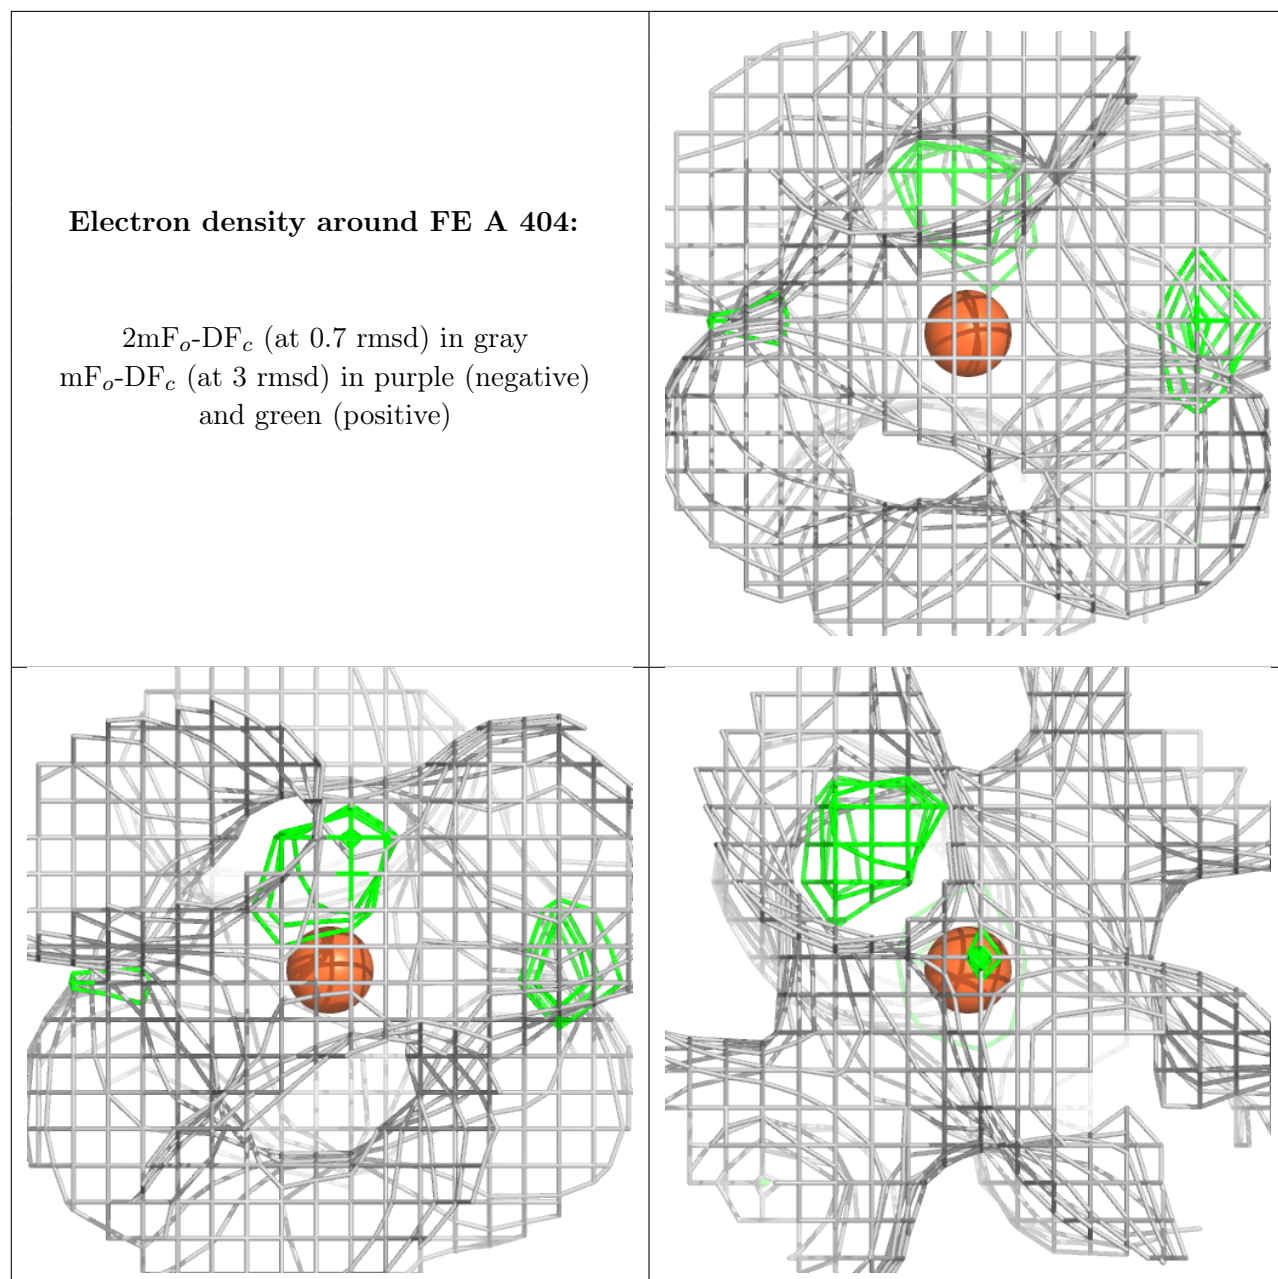 Electron density around FE A 404:
2mFo-DFc (at 0.7 rmsd) in gray
mFo-DFc (at 3 rmsd) in purple (negative)
and green (positive)